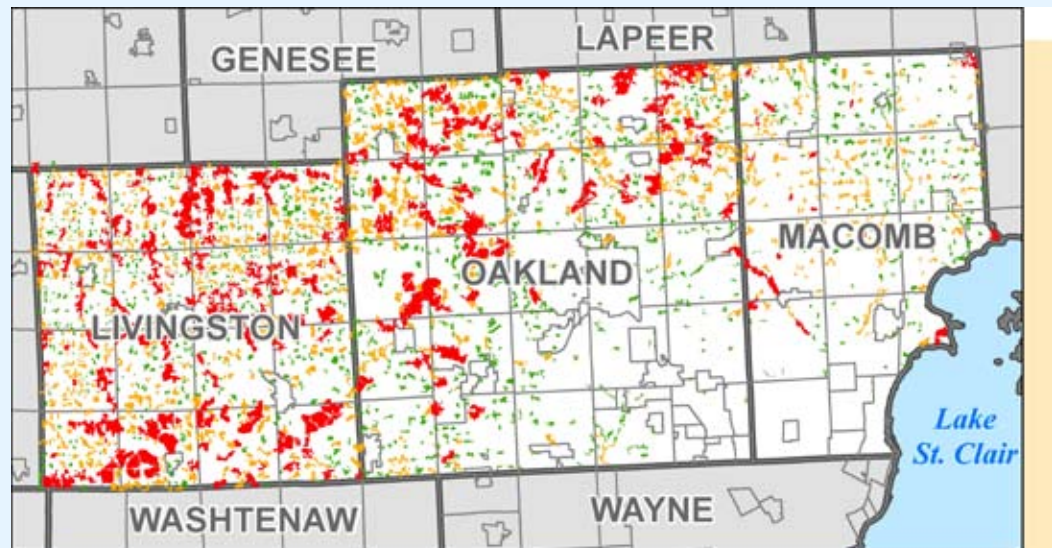 LAPEER
GENESEE
MACOMB
OAKLAND
LIVINGSTON
Lake
St. Clair
WAYNE
WASHTENAW